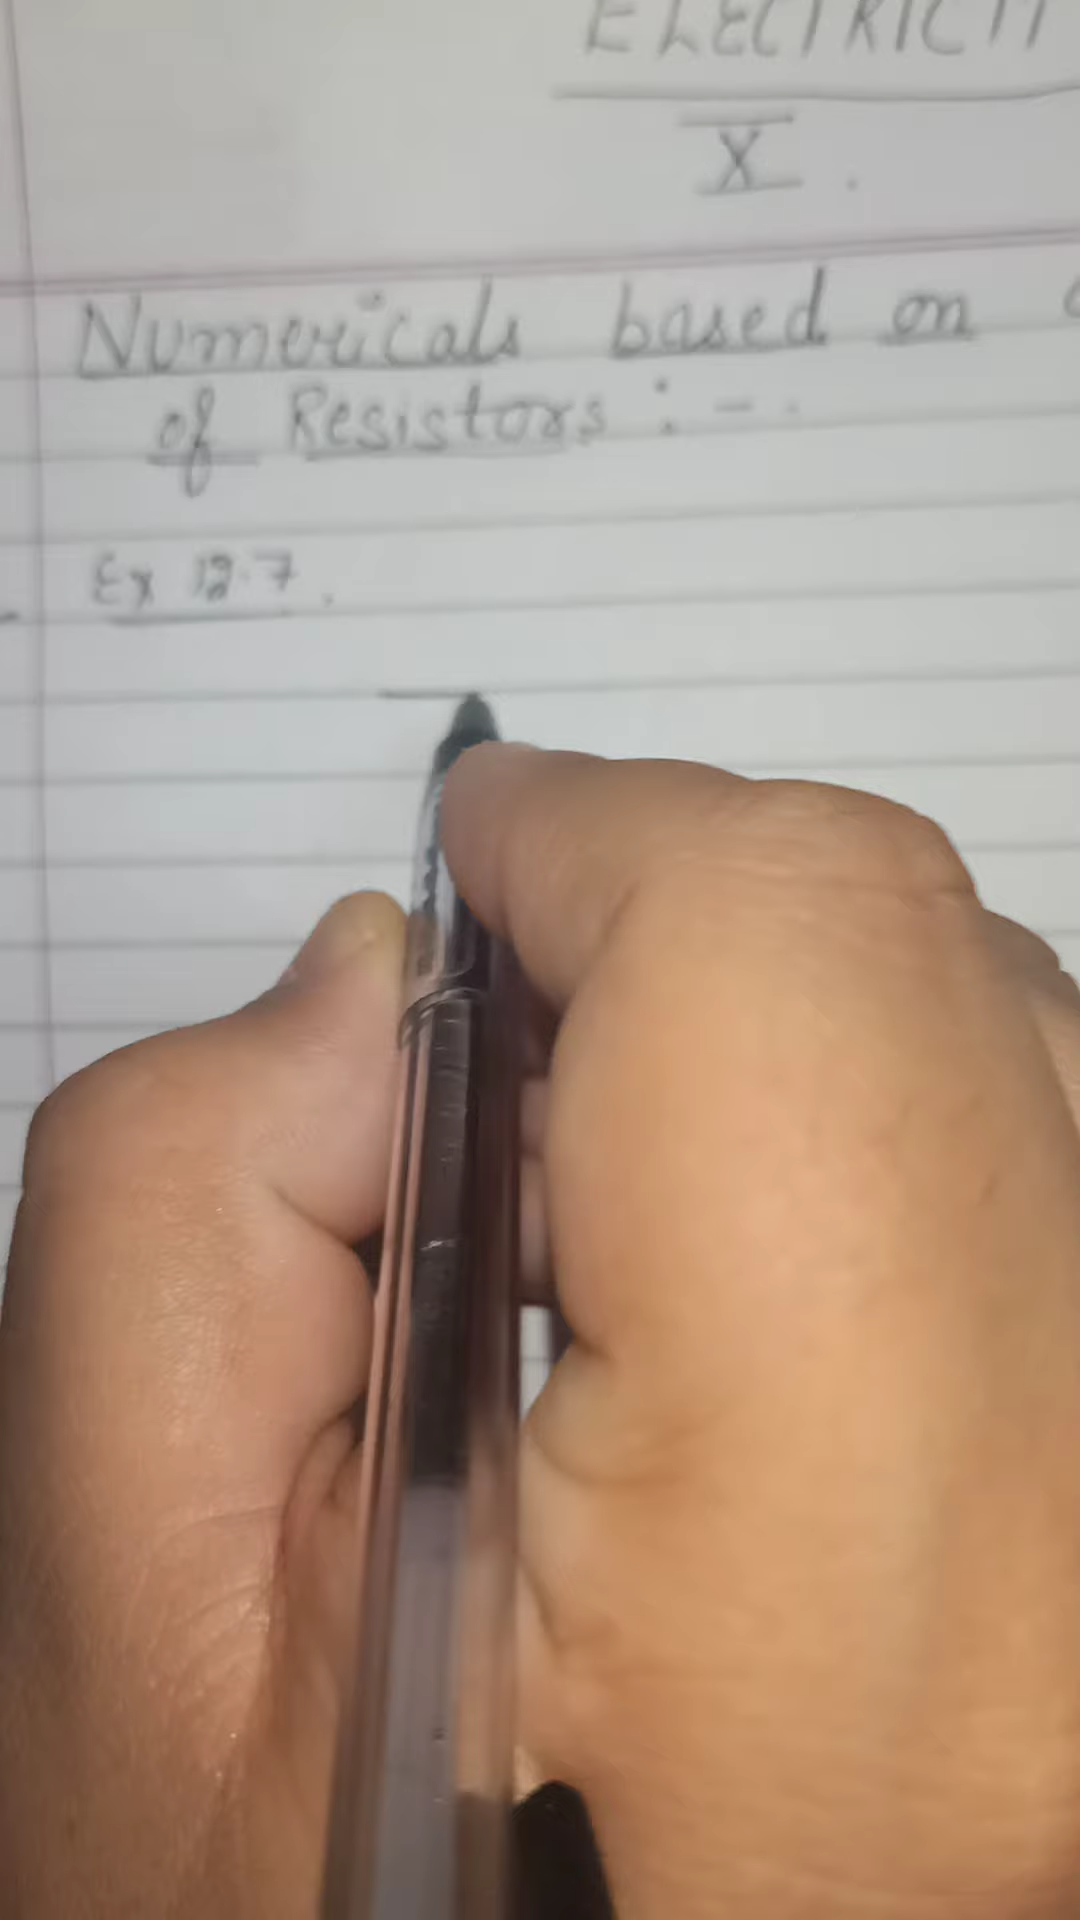 ELECTRICIT
X.
Numericals based on
of Resistors :-.
Ex 12.7.